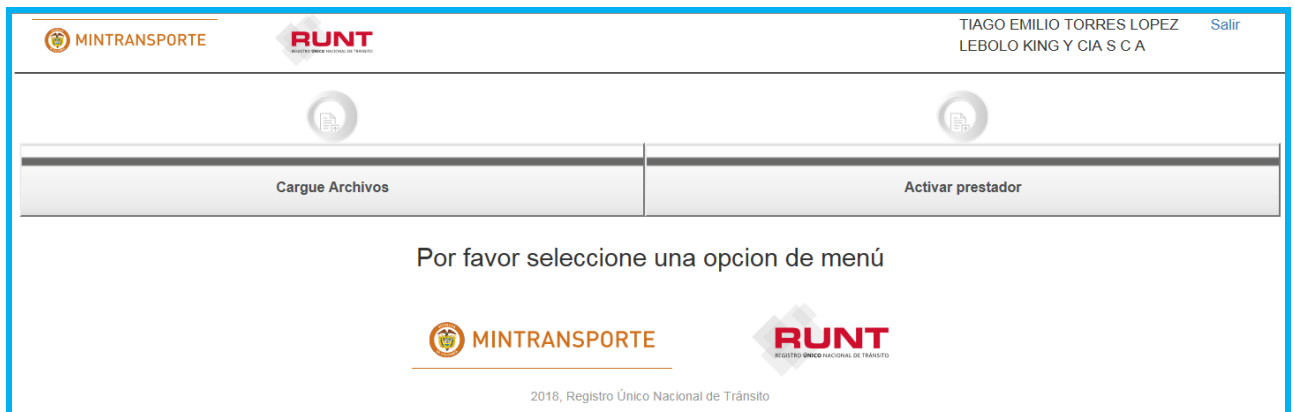 MINTRANSPORTE
RUNT
REGISTRO ÚNICO NACIONAL DE TRÁNSITO
TIAGO EMILIO TORRES LOPEZ Salir
LEBOLO KING Y CIA S C A
Cargue Archivos
Activar prestador
Por favor seleccione una opcion de menú
MINTRANSPORTE
RUNT
REGISTRO ÚNICO NACIONAL DE TRÁNSITO
2018, Registro Único Nacional de Tránsito